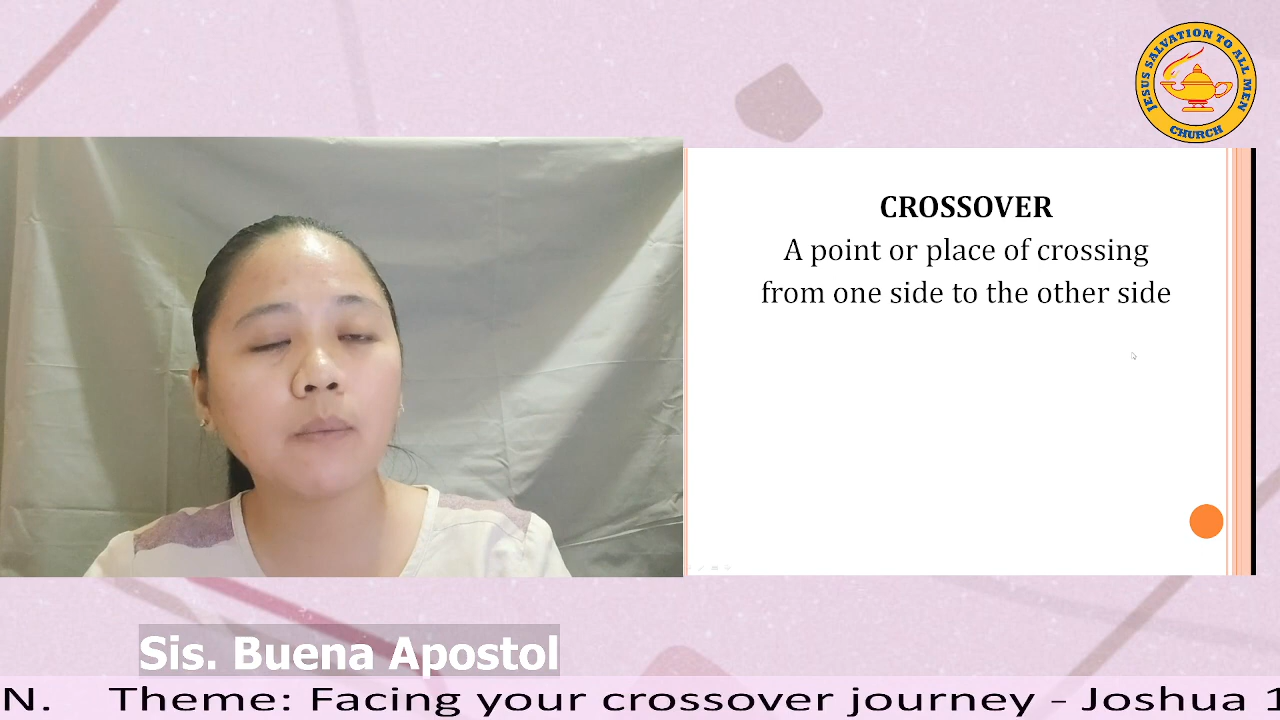 JESUS SALVATION TO ALL MEN
CHURCH
CROSSOVER
A point or place of crossing
from one side to the other side
Sis. Buena Apostol
N. Theme: Facing your crossover journey - Joshua 1